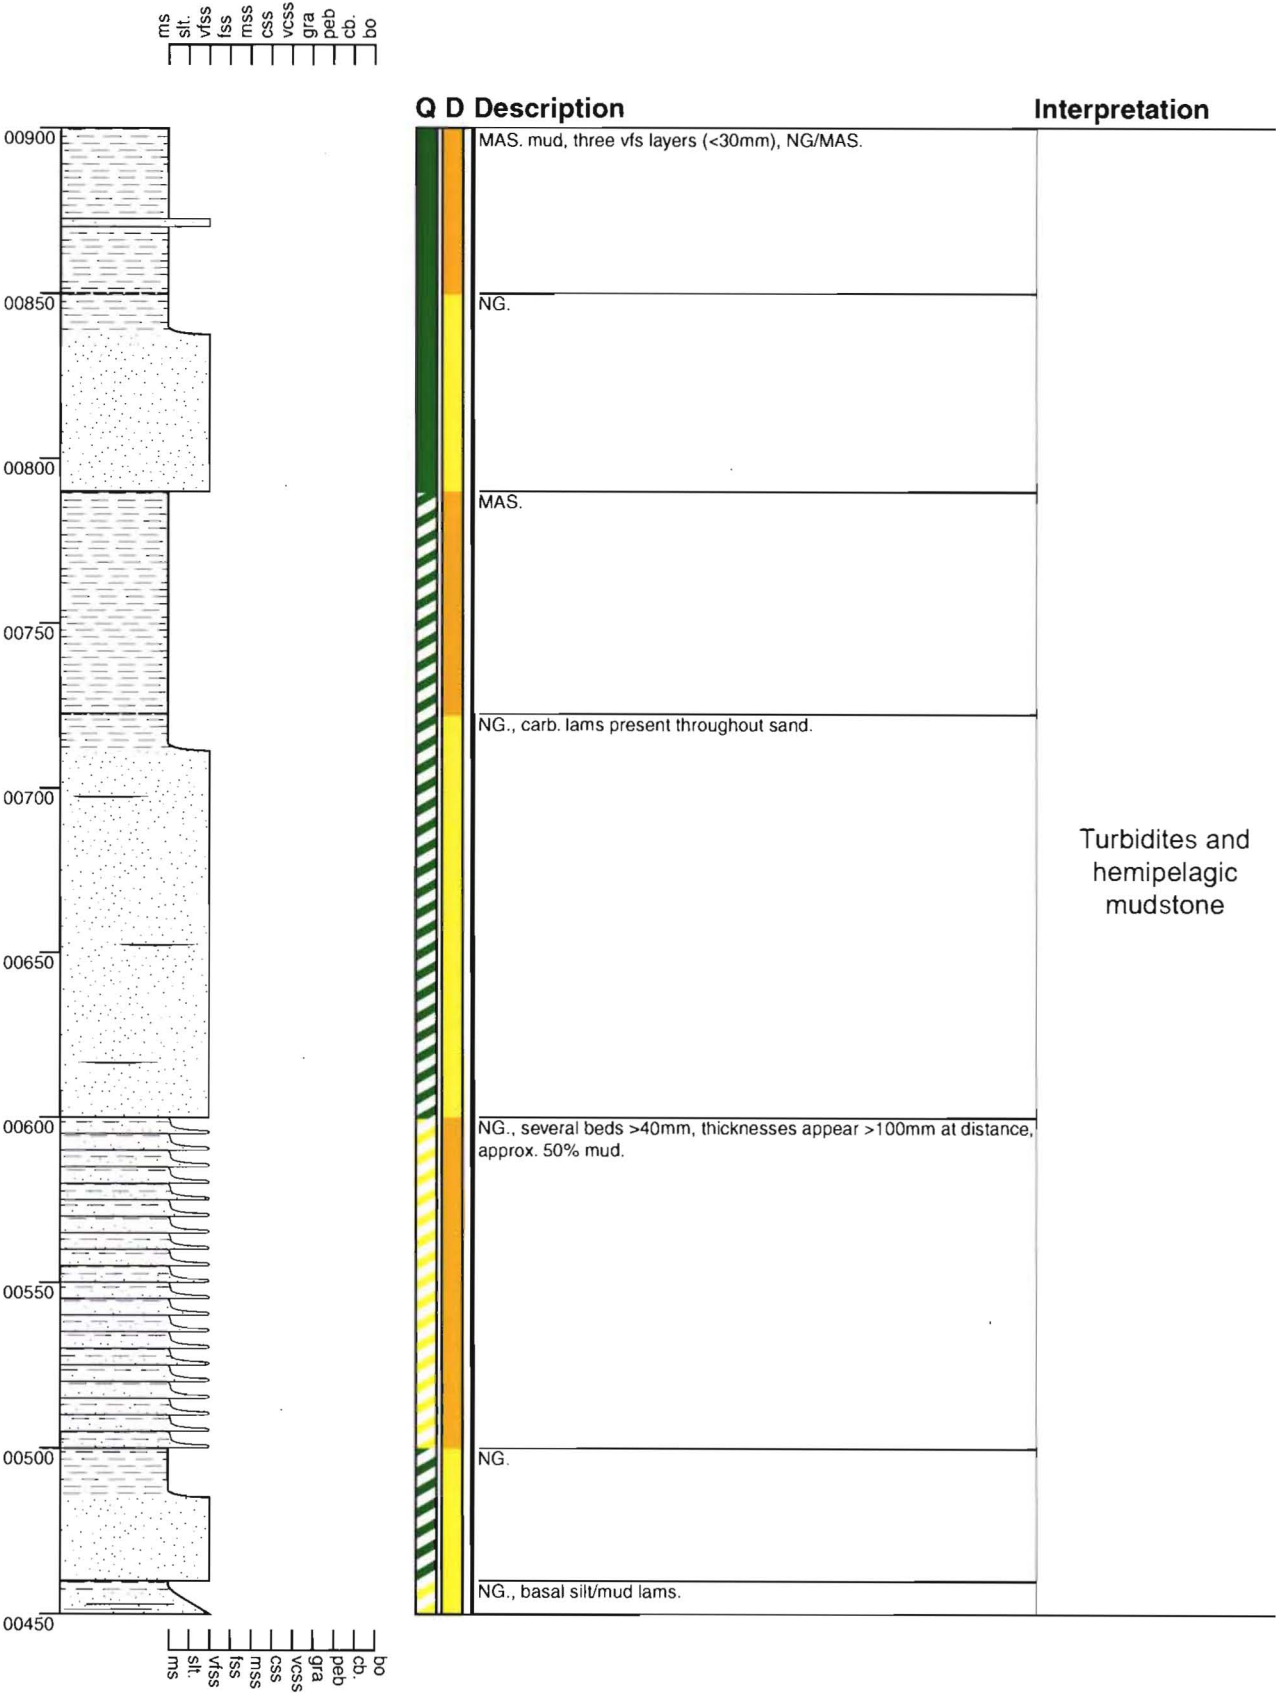 ms
slt.
vfss
fss
mss
css
vcss
gra
peb
cb.
bo
Q D Description Interpretation
00900
MAS. mud, three vfs layers (<30mm), NG/MAS.
00850
NG.
00800
MAS.
00750
NG., carb. lams present throughout sand.
00700
Turbidites and
hemipelagic
mudstone
00650
00600
NG., several beds >40mm, thicknesses appear >100mm at distance,
approx. 50% mud.
00550
00500
NG.
NG., basal silt/mud lams.
00450
ms
slt.
vfss
fss
mss
css
vcss
gra
peb
cb.
bo